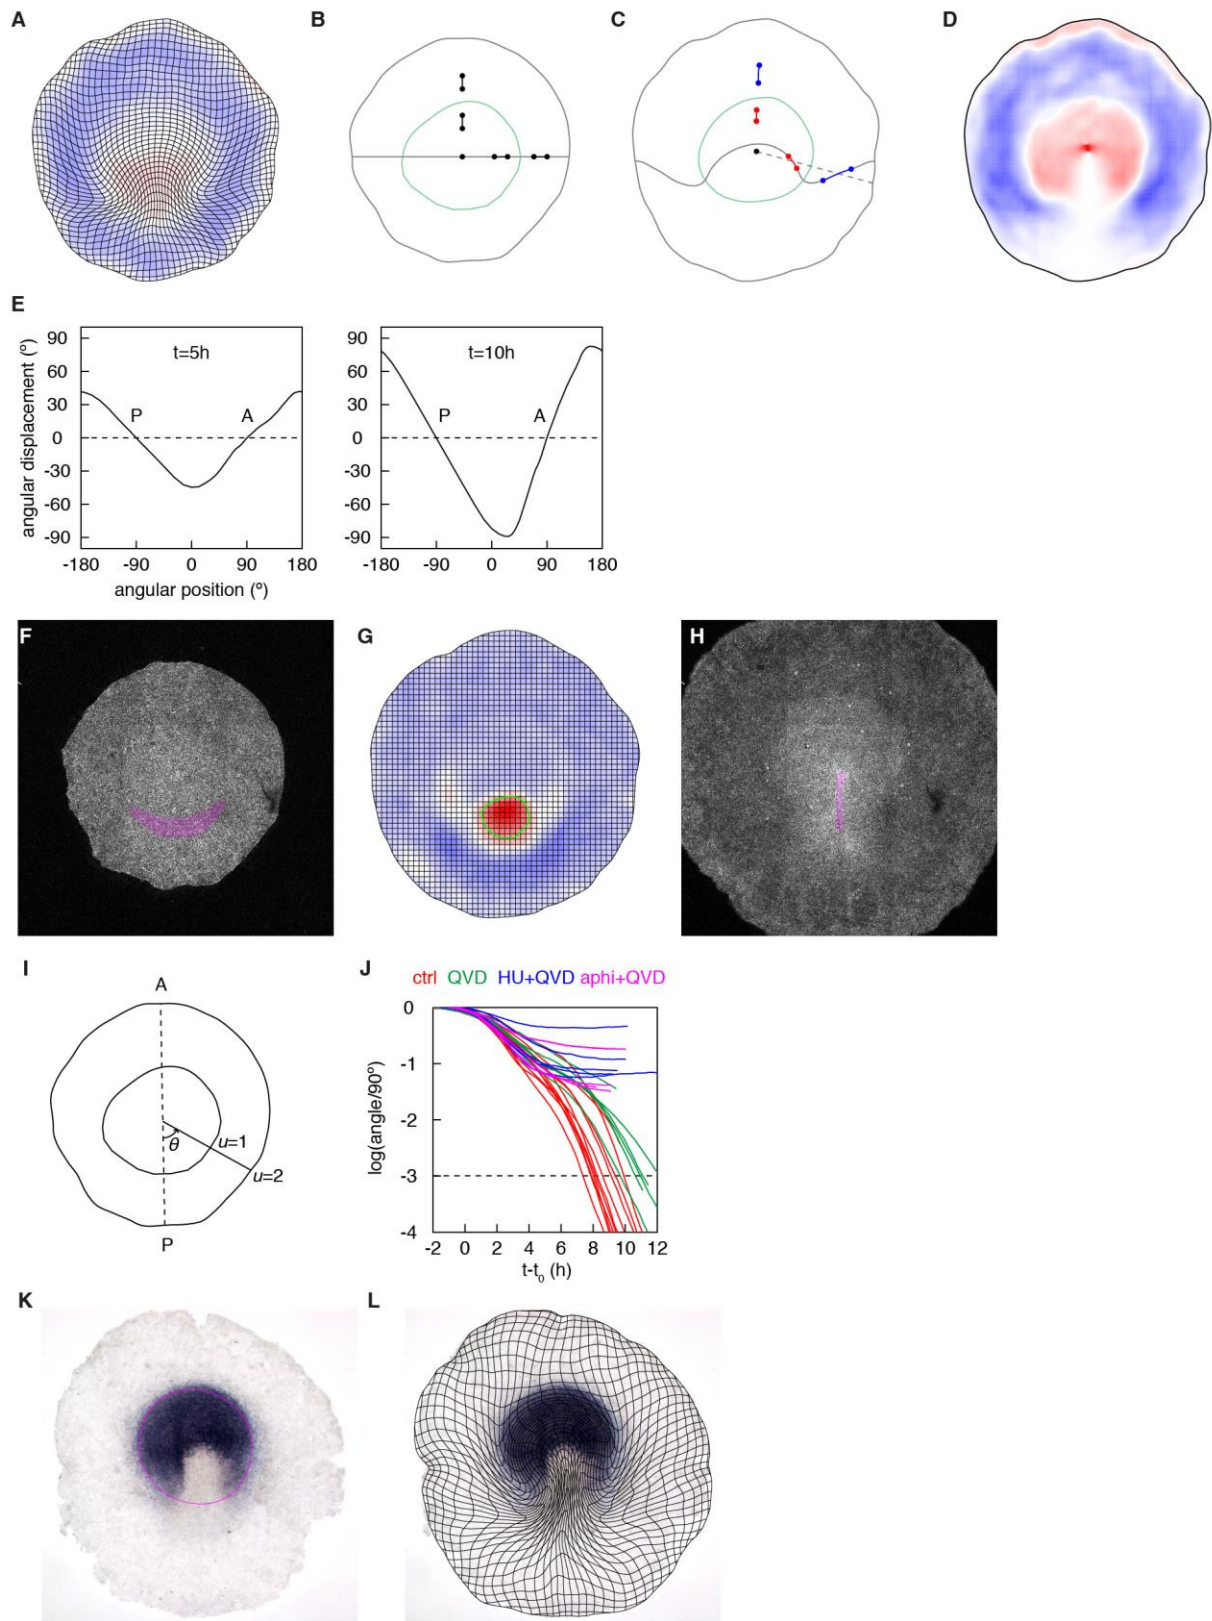 A
B
C
D
E
90
60
30
0
-30
-60
-90
angular displacement (º)
t=5h
P
A
-180 -90 0 90 180
angular position (º)
90
60
30
0
-30
-60
-90
t=10h
P
A
-180 -90 0 90 180
F
G
H
I
A
θ
u=1
u=2
P
J
ctrl QVD HU+QVD aphi+QVD
0
-1
-2
-3
-4
log(angle/90°)
-2 0 2 4 6 8 10 12
t-t0 (h)
K
L